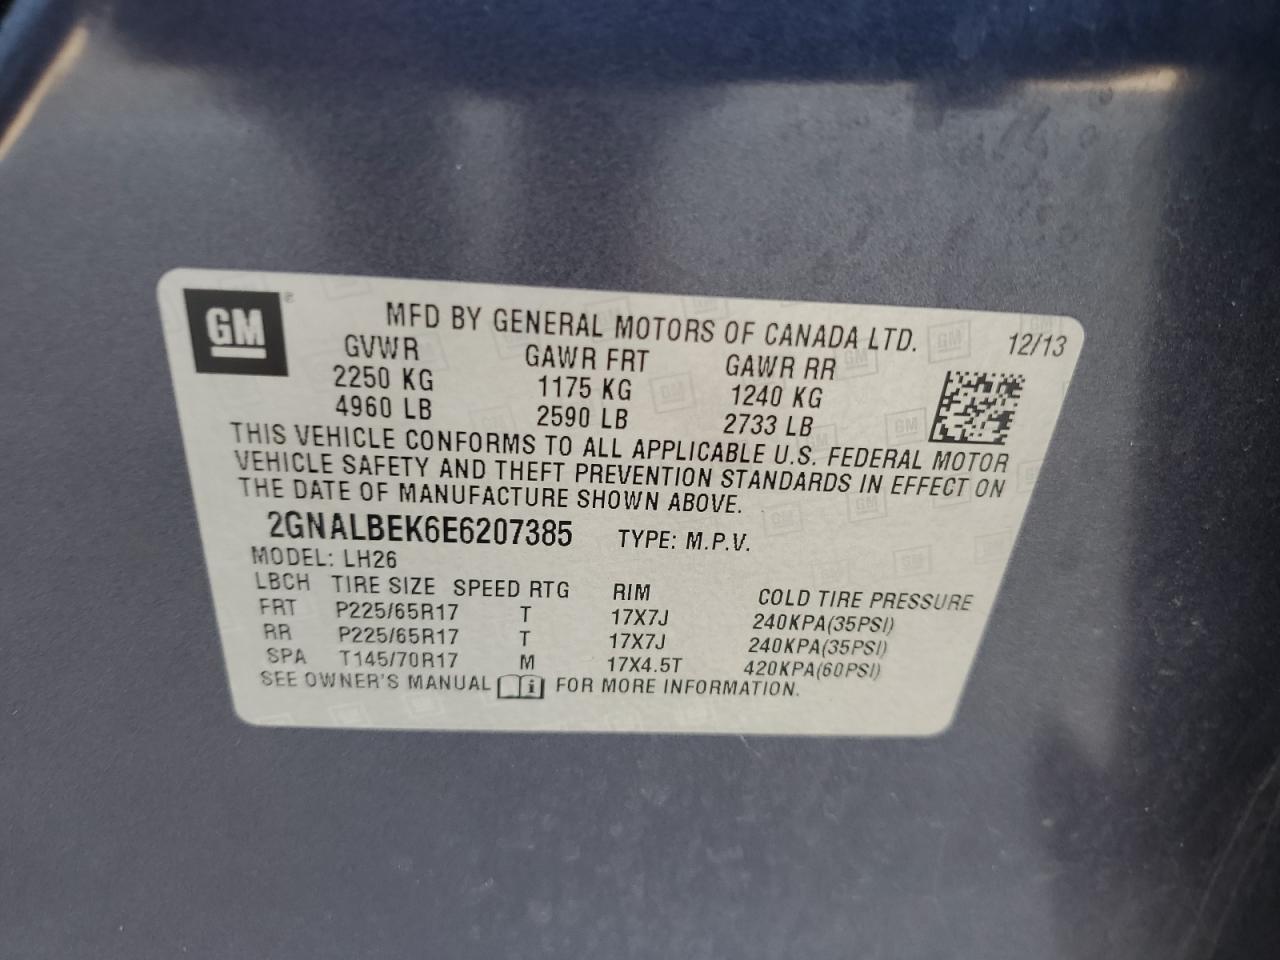 GM
MFD BY GENERAL MOTORS OF CANADA LTD. 12/13
GVWR GAWR FRT GAWR RR
2250 KG 1175 KG 1240 KG
4960 LB 2590 LB 2733 LB
THIS VEHICLE CONFORMS TO ALL APPLICABLE U.S. FEDERAL MOTOR
VEHICLE SAFETY AND THEFT PREVENTION STANDARDS IN EFFECT ON
THE DATE OF MANUFACTURE SHOWN ABOVE.
2GNALBEK6E6207385 TYPE: M.P.V.
MODEL: LH26
LBCH TIRE SIZE SPEED RTG RIM COLD TIRE PRESSURE
FRT P225/65R17 T 17X7J 240KPA(35PSI)
RR P225/65R17 T 17X7J 240KPA(35PSI)
SPA T145/70R17 M 17X4.5T 420KPA(60PSI)
SEE OWNER'S MANUAL i FOR MORE INFORMATION.